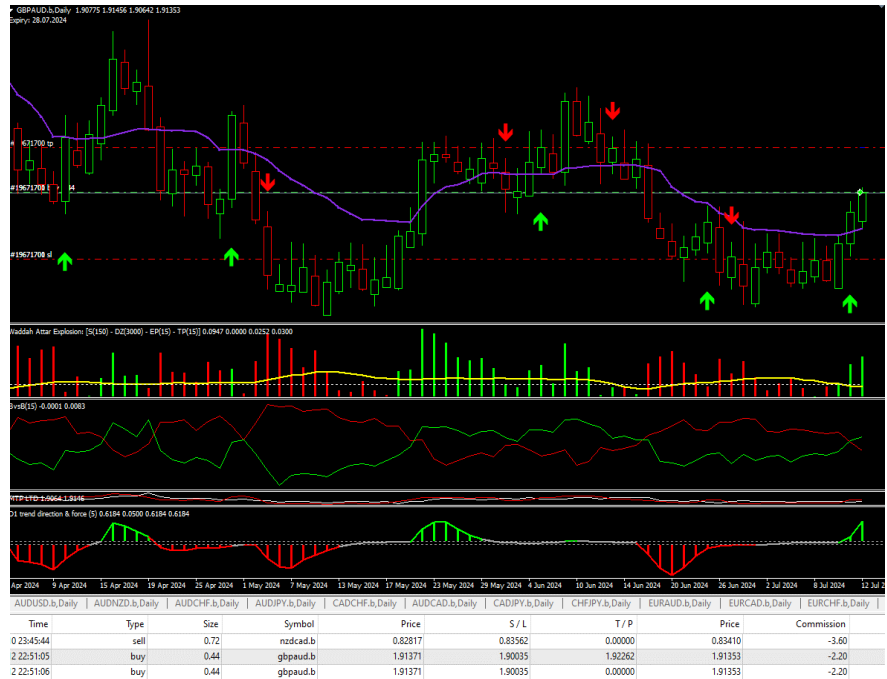 GBPAUD.b,Daily 1.90775 1.91456 1.90642 1.91353
Expiry: 28.07.2024
#19671700 tp
#19671700
#19671700 sl
Waddah Attar Explosion: [S(150) - DZ(3000) - EP(15) - TP(15)] 0.0947 0.0000 0.0252 0.0300
BvsB(15) -0.0001 0.0083
MTP LTD 1.9064 1.9146
D1 trend direction & force (5) 0.6184 0.0500 0.6184 0.6184
Apr 2024 9 Apr 2024 15 Apr 2024 19 Apr 2024 25 Apr 2024 1 May 2024 7 May 2024 13 May 2024 17 May 2024 23 May 2024 29 May 2024 4 Jun 2024 10 Jun 2024 14 Jun 2024 20 Jun 2024 26 Jun 2024 2 Jul 2024 8 Jul 2024 12 Jul 2
AUDUSD.b,Daily | AUDNZD.b,Daily | AUDCHF.b,Daily | AUDJPY.b,Daily | CADCHF.b,Daily | AUDCAD.b,Daily | CADJPY.b,Daily | CHFJPY.b,Daily | EURAUD.b,Daily | EURCAD.b,Daily | EURCHF.b,Daily |
Time Type Size Symbol Price S / L T / P Price Commission
0 23:45:44 sell 0.72 nzdcad.b 0.82817 0.83562 0.00000 0.83410 -3.60
2 22:51:05 buy 0.44 gbpaud.b 1.91371 1.90035 1.92262 1.91353 -2.20
2 22:51:06 buy 0.44 gbpaud.b 1.91371 1.90035 0.00000 1.91353 -2.20